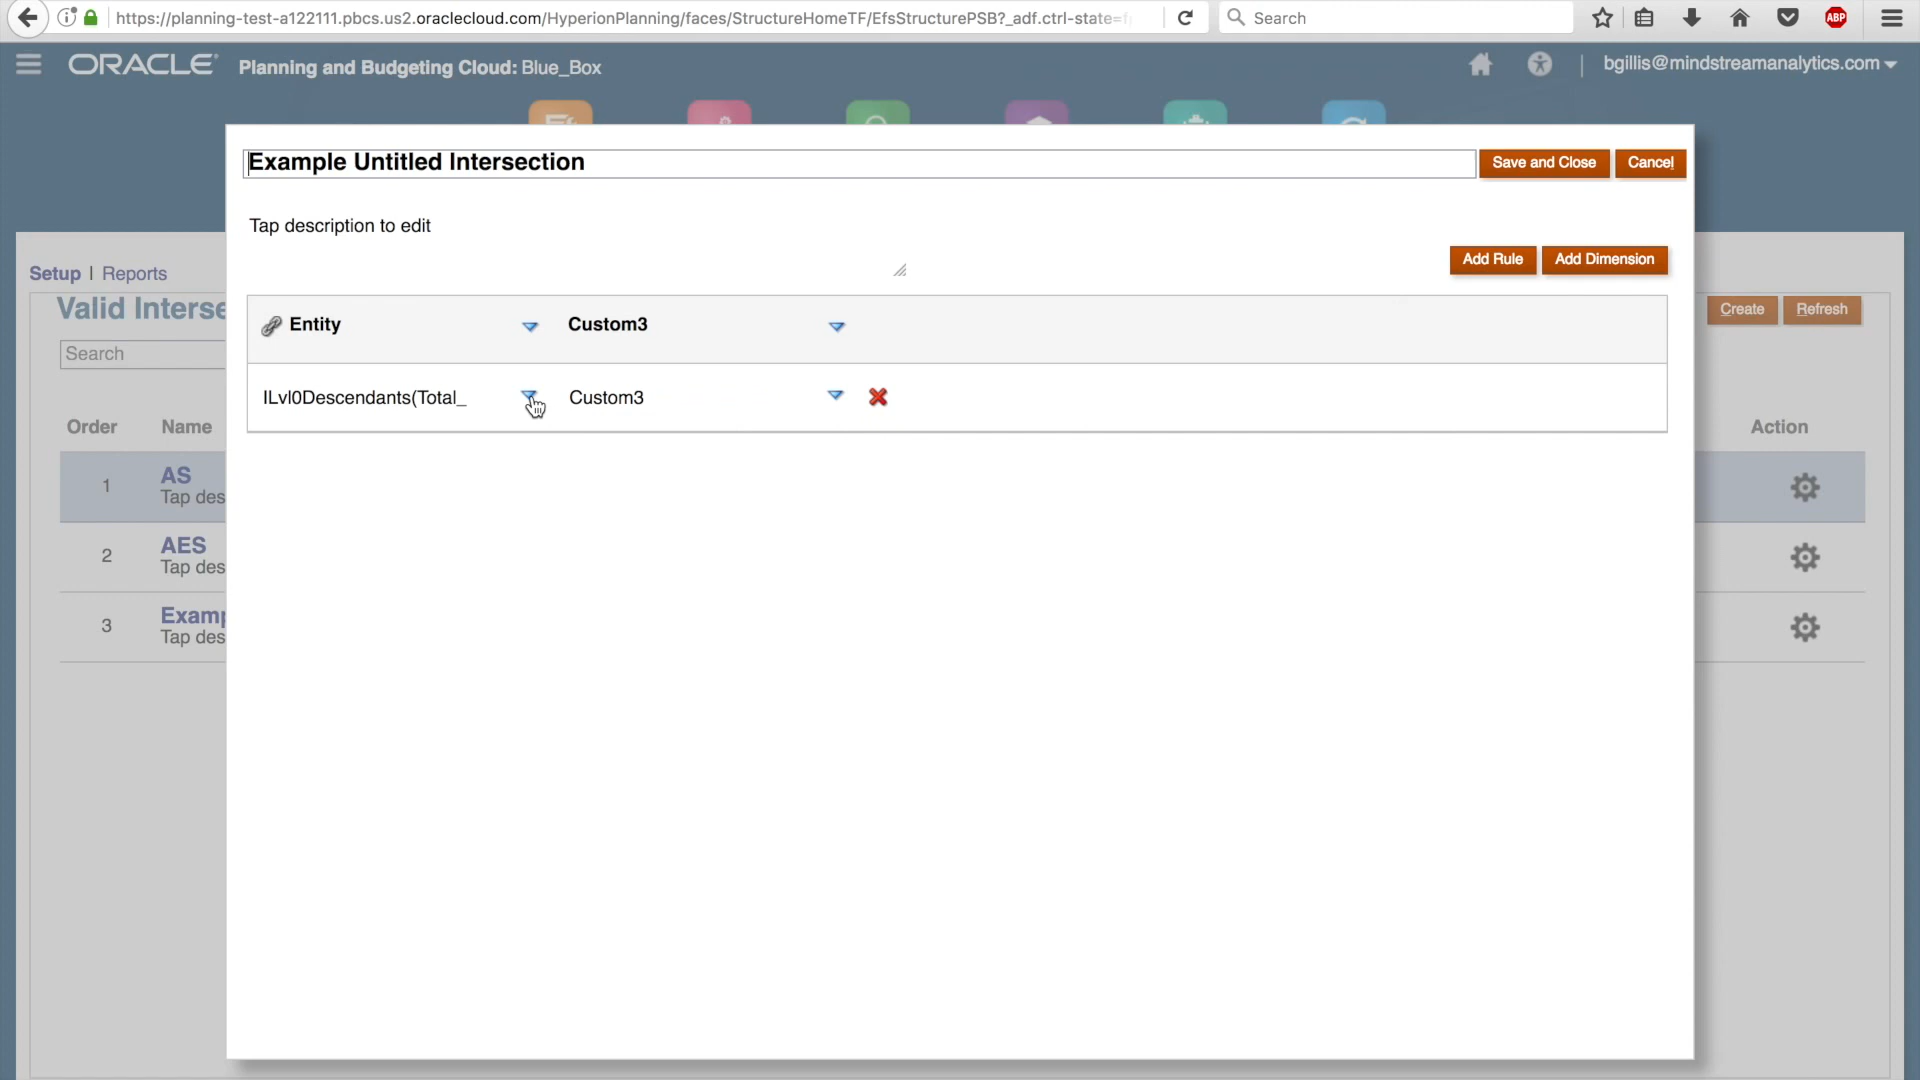 https://planning-test-a122111.pbcs.us2.oraclecloud.com/HyperionPlanning/faces/StructureHomeTF/EfsStructurePSB?_adf.ctrl-state=
Search
ABP
ORACLE Planning and Budgeting Cloud: Blue_Box
bgillis@mindstreamanalytics.com
Example Untitled Intersection
Save and Close
Cancel
Tap description to edit
Add Rule
Add Dimension
Setup | Reports
Valid Interse
Create
Refresh
Search
Entity
Custom3
ILvl0Descendants(Total_
Custom3
Order
Name
Action
1
AS
Tap des
2
AES
Tap des
3
Examp
Tap des